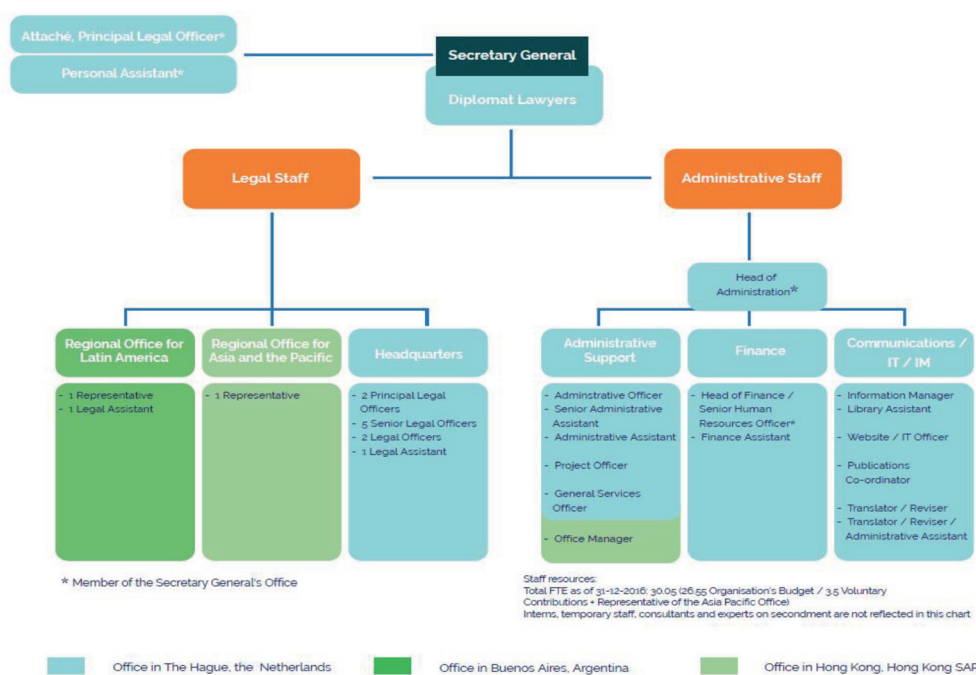 Attaché, Principal Legal Officer*
Personal Assistant*
Secretary General
Diplomat Lawyers
Legal Staff
Administrative Staff
Head of
Administration*
Regional Office for
Latin America
- 1 Representative
- 1 Legal Assistant
Regional Office for
Asia and the Pacific
- 1 Representative
Headquarters
- 2 Principal Legal
Officers
- 5 Senior Legal Officers
- 2 Legal Officers
- 1 Legal Assistant
Administrative
Support
- Adminstrative Officer
- Senior Administrative
Assistant
- Administrative Assistant
- Project Officer
- General Services
Officer
- Office Manager
Finance
- Head of Finance /
Senior Human
Resources Officer*
- Finance Assistant
Communications /
IT / IM
- Information Manager
- Library Assistant
- Website / IT Officer
- Publications
Co-ordinator
- Translator / Reviser
- Translator / Reviser /
Administrative Assistant
* Member of the Secretary General's Office
Staff resources:
Total FTE as of 31-12-2016: 30.05 (26.55 Organisation's Budget / 3.5 Voluntary
Contributions + Representative of the Asia Pacific Office)
Interns, temporary staff, consultants and experts on secondment are not reflected in this chart
Office in The Hague, the Netherlands
Office in Buenos Aires, Argentina
Office in Hong Kong, Hong Kong SAR